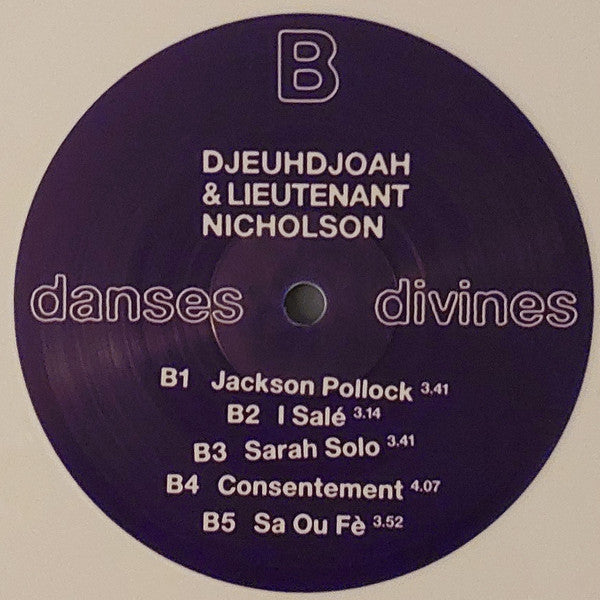 B
DJEUHDJOAH
& LIEUTENANT
NICHOLSON
danses divines
B1 Jackson Pollock 3.41
B2 I Salé 3.14
B3 Sarah Solo 3.41
B4 Consentement 4.07
B5 Sa Ou Fè 3.52